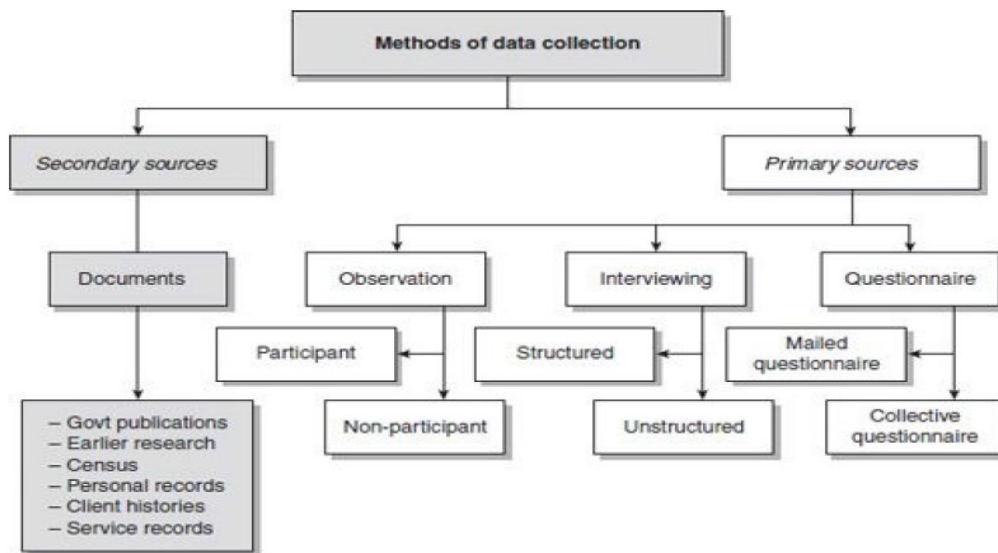 Methods of data collection
Secondary sources
Primary sources
Documents
Observation
Interviewing
Questionnaire
Participant
Structured
Mailed
questionnaire
– Govt publications
– Earlier research
– Census
– Personal records
– Client histories
– Service records
Non-participant
Unstructured
Collective
questionnaire